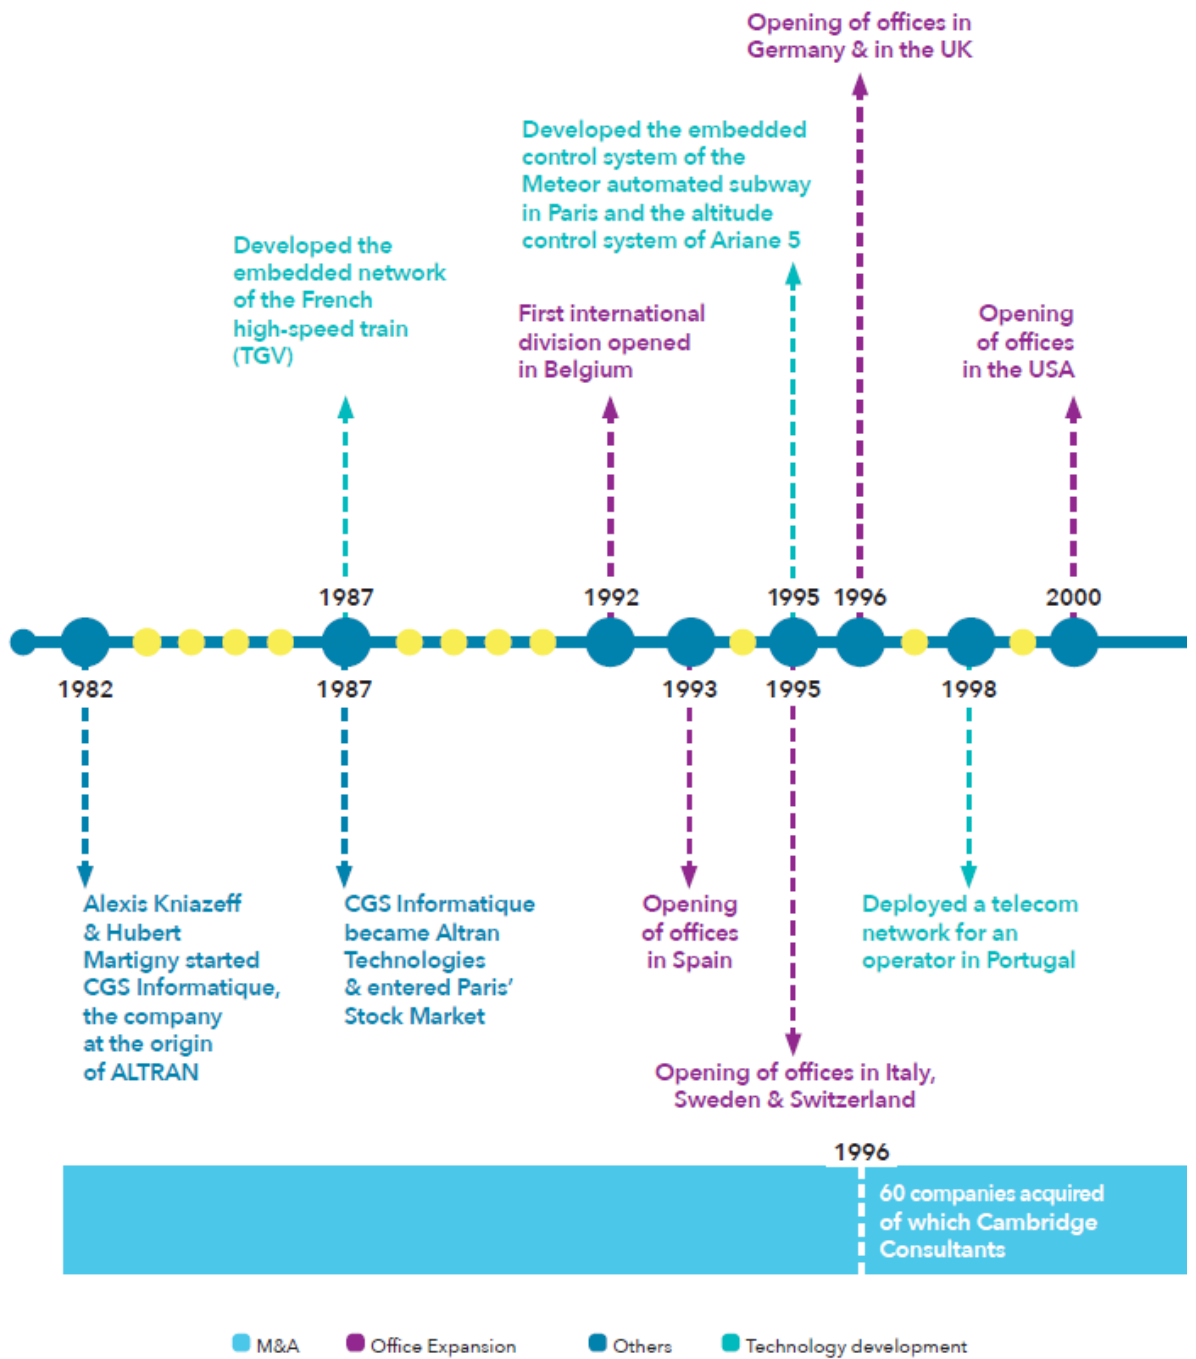 Opening of offices in
Germany & in the UK
Developed the embedded
control system of the
Meteor automated subway
in Paris and the altitude
control system of Ariane 5
Developed the
embedded network
of the French
high-speed train
(TGV)
First international
division opened
in Belgium
Opening
of offices
in the USA
1987
1992
1995
1996
2000
1982
1987
1993
1995
1998
Alexis Kniazeff
& Hubert
Martigny started
CGS Informatique,
the company
at the origin
of ALTRAN
CGS Informatique
became Altran
Technologies
& entered Paris’
Stock Market
Opening
of offices
in Spain
Deployed a telecom
network for an
operator in Portugal
Opening of offices in Italy,
Sweden & Switzerland
1996
60 companies acquired
of which Cambridge
Consultants
M&A
Office Expansion
Others
Technology development